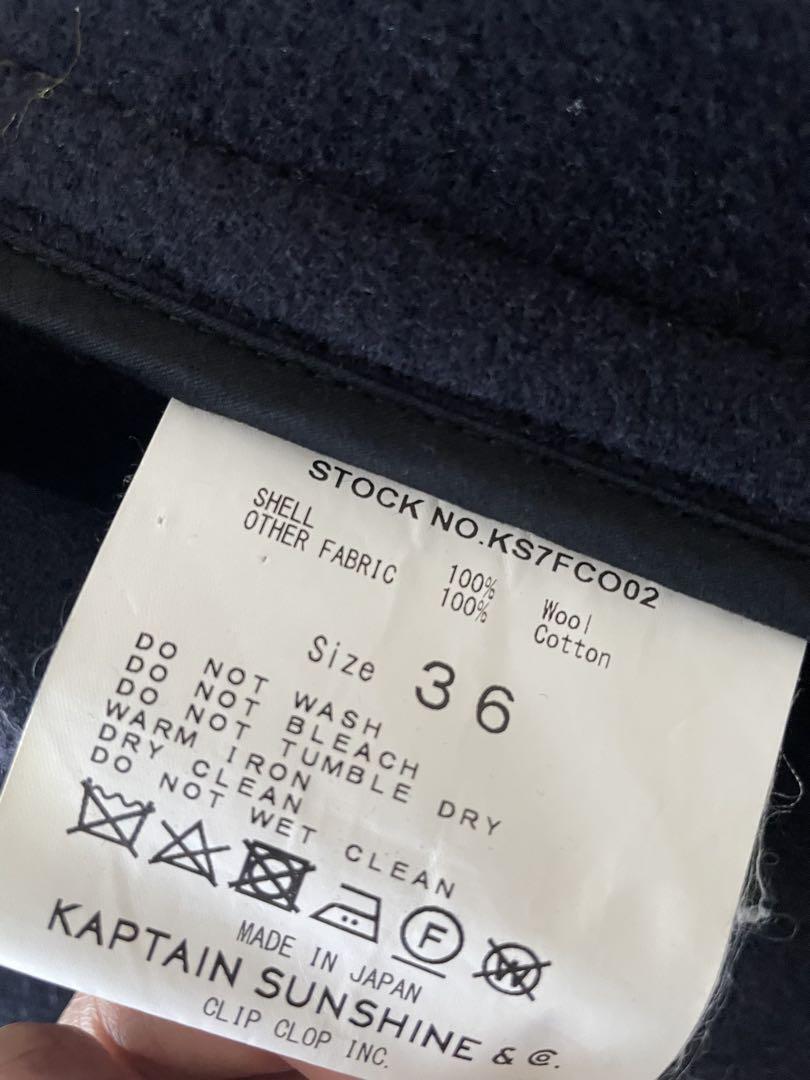 STOCK NO.KS7FCO02
SHELL 100% Wool
OTHER FABRIC 100% Cotton
Size 36
DO NOT WASH
DO NOT BLEACH
DO NOT TUMBLE DRY
WARM IRON
DRY CLEAN
DO NOT WET CLEAN
F W
MADE IN JAPAN
KAPTAIN SUNSHINE & Co.
CLIP CLOP INC.